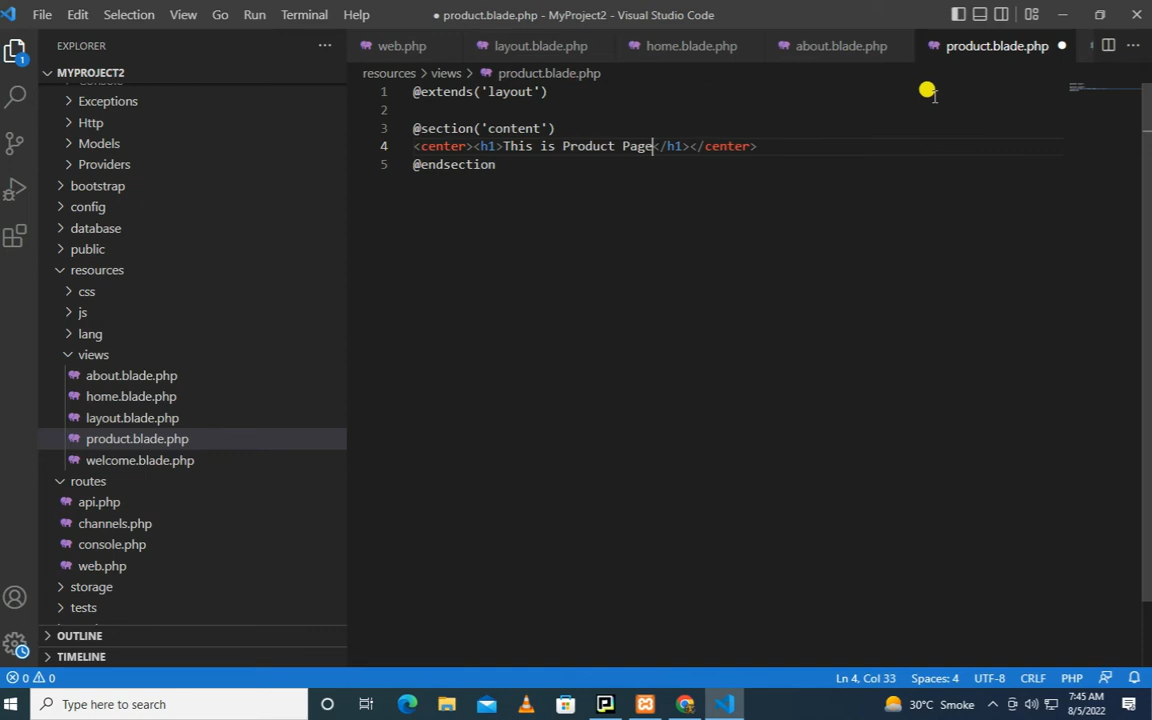 File Edit Selection View Go Run Terminal Help
● product.blade.php - MyProject2 - Visual Studio Code
EXPLORER
web.php layout.blade.php home.blade.php about.blade.php product.blade.php
MYPROJECT2
resources > views > product.blade.php
Exceptions
Http
Models
Providers
bootstrap
config
database
public
resources
css
js
lang
views
about.blade.php
home.blade.php
layout.blade.php
product.blade.php
welcome.blade.php
routes
api.php
channels.php
console.php
web.php
storage
tests
OUTLINE
TIMELINE
1 @extends('layout')
2
3 @section('content')
4 <center><h1>This is Product Page</h1></center>
5 @endsection
1
0 0
Ln 4, Col 33 Spaces: 4 UTF-8 CRLF PHP
Type here to search
30°C Smoke
7:45 AM
8/5/2022